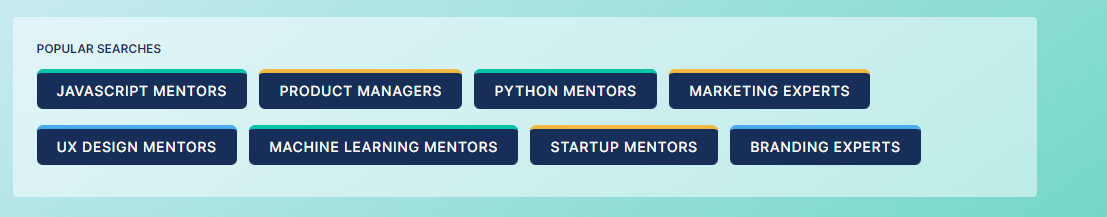 POPULAR SEARCHES
JAVASCRIPT MENTORS PRODUCT MANAGERS PYTHON MENTORS MARKETING EXPERTS
UX DESIGN MENTORS MACHINE LEARNING MENTORS STARTUP MENTORS BRANDING EXPERTS